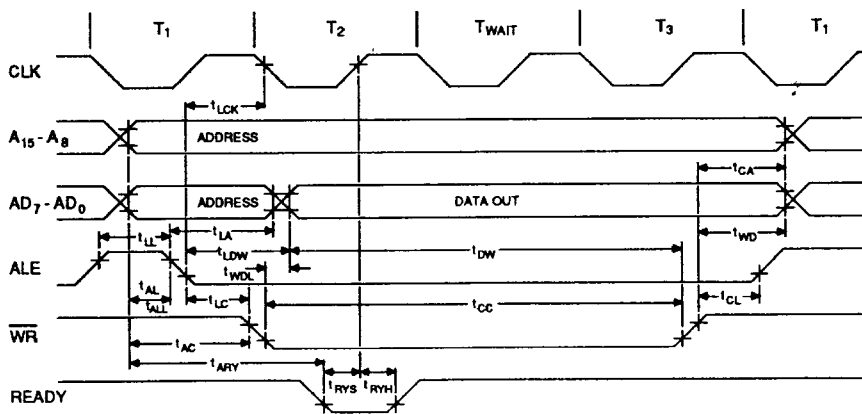 T1 T2 TWAIT T3 T1
CLK
tLCK
A15-A8 ADDRESS
tCA
AD7-AD0 ADDRESS DATA OUT
tLL tLA tLDW tDW tWD
ALE
tWDL
tAL
tALL
tLC tCC tCL
WR
tAC
tARY
tRYS tRYH
READY